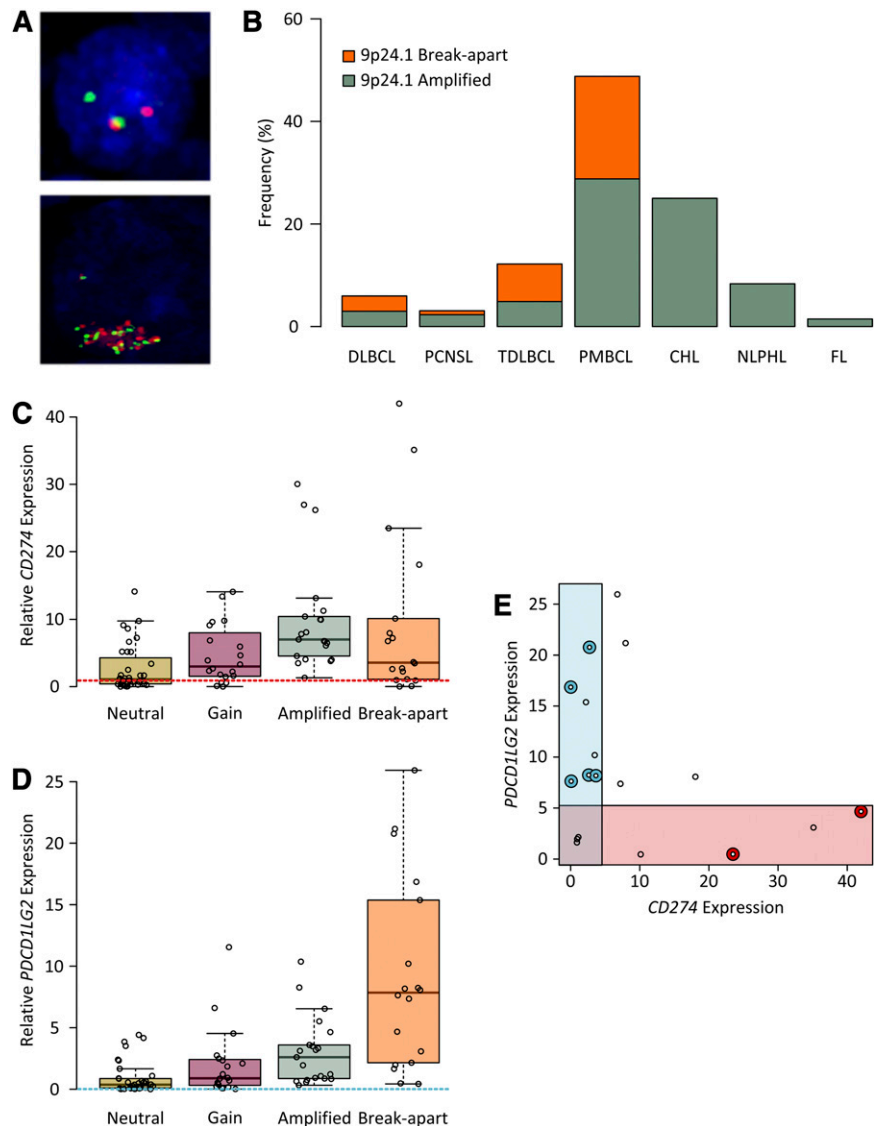 A
B
60
40
20
0
Frequency (%)
9p24.1 Break-apart
9p24.1 Amplified
DLBCL PCNSL TDLBCL PMBCL CHL NLPHL FL
C
40
30
20
10
0
Relative CD274 Expression
Neutral Gain Amplified Break-apart
D
25
20
15
10
5
0
Relative PDCD1LG2 Expression
Neutral Gain Amplified Break-apart
E
25
20
15
10
5
0
PDCD1LG2 Expression
0 10 20 30 40
CD274 Expression